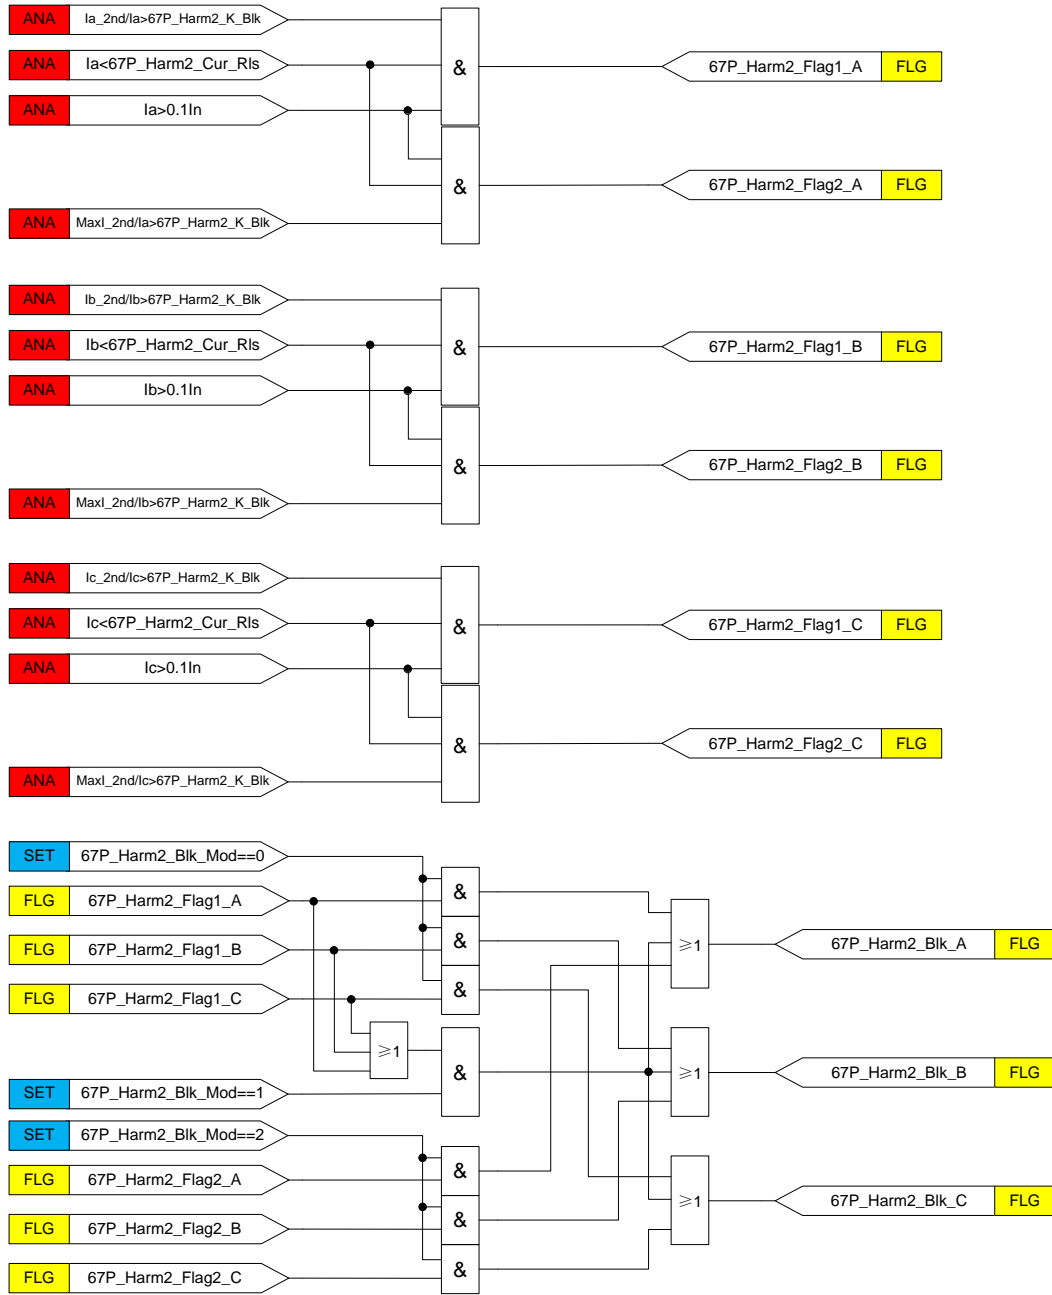 ANA Ia_2nd/Ia>67P_Harm2_K_Blk
ANA Ia<67P_Harm2_Cur_Rls & 67P_Harm2_Flag1_A FLG
ANA Ia>0.1In
& 67P_Harm2_Flag2_A FLG
ANA MaxI_2nd/Ia>67P_Harm2_K_Blk
ANA Ib_2nd/Ib>67P_Harm2_K_Blk
ANA Ib<67P_Harm2_Cur_Rls & 67P_Harm2_Flag1_B FLG
ANA Ib>0.1In
& 67P_Harm2_Flag2_B FLG
ANA MaxI_2nd/Ib>67P_Harm2_K_Blk
ANA Ic_2nd/Ic>67P_Harm2_K_Blk
ANA Ic<67P_Harm2_Cur_Rls & 67P_Harm2_Flag1_C FLG
ANA Ic>0.1In
& 67P_Harm2_Flag2_C FLG
ANA MaxI_2nd/Ic>67P_Harm2_K_Blk
SET 67P_Harm2_Blk_Mod==0
FLG 67P_Harm2_Flag1_A &
FLG 67P_Harm2_Flag1_B & ≥1 67P_Harm2_Blk_A FLG
FLG 67P_Harm2_Flag1_C &
≥1 & ≥1 67P_Harm2_Blk_B FLG
SET 67P_Harm2_Blk_Mod==1
SET 67P_Harm2_Blk_Mod==2
FLG 67P_Harm2_Flag2_A &
≥1 67P_Harm2_Blk_C FLG
FLG 67P_Harm2_Flag2_B &
FLG 67P_Harm2_Flag2_C &